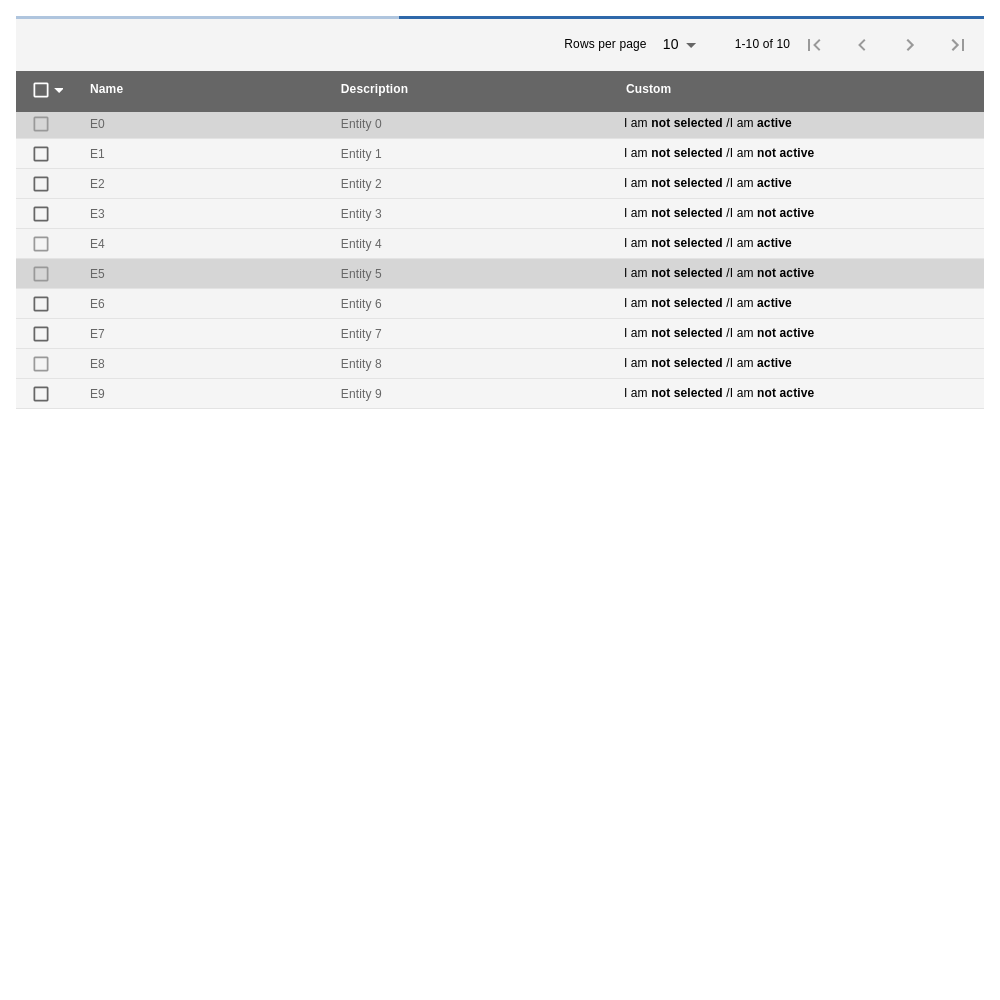 Rows per page 10 1-10 of 10
Name Description Custom
E0 Entity 0 I am not selected /I am active
E1 Entity 1 I am not selected /I am not active
E2 Entity 2 I am not selected /I am active
E3 Entity 3 I am not selected /I am not active
E4 Entity 4 I am not selected /I am active
E5 Entity 5 I am not selected /I am not active
E6 Entity 6 I am not selected /I am active
E7 Entity 7 I am not selected /I am not active
E8 Entity 8 I am not selected /I am active
E9 Entity 9 I am not selected /I am not active